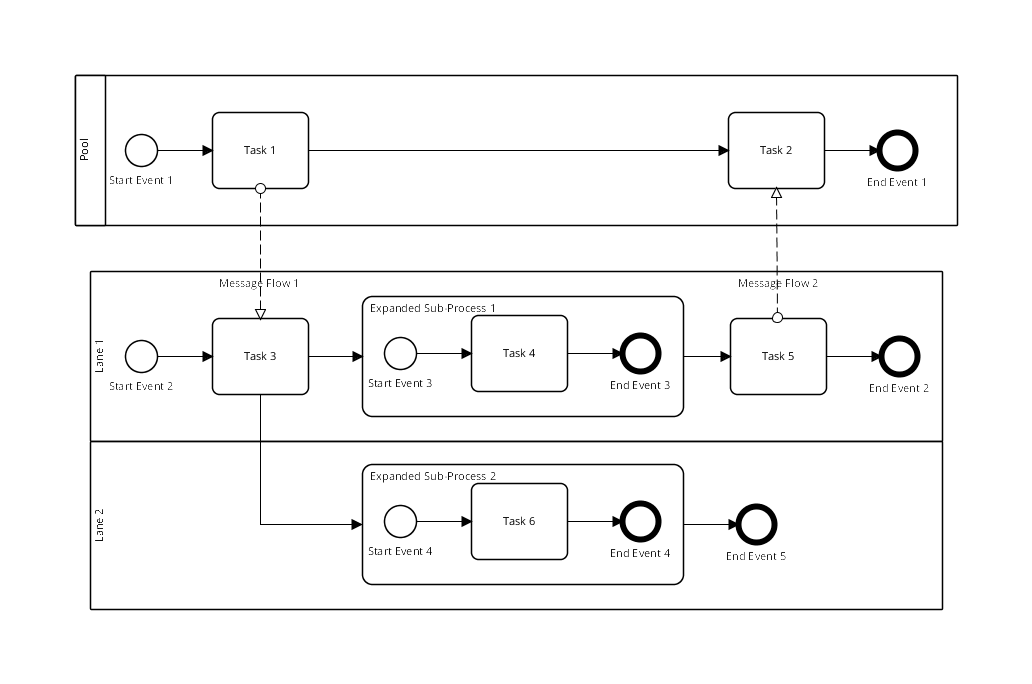 Pool
Task 1
Task 2
Start Event 1
End Event 1
Message Flow 1
Message Flow 2
Lane 1
Expanded Sub-Process 1
Start Event 2
Task 3
Start Event 3
Task 4
End Event 3
Task 5
End Event 2
Lane 2
Expanded Sub-Process 2
Start Event 4
Task 6
End Event 4
End Event 5